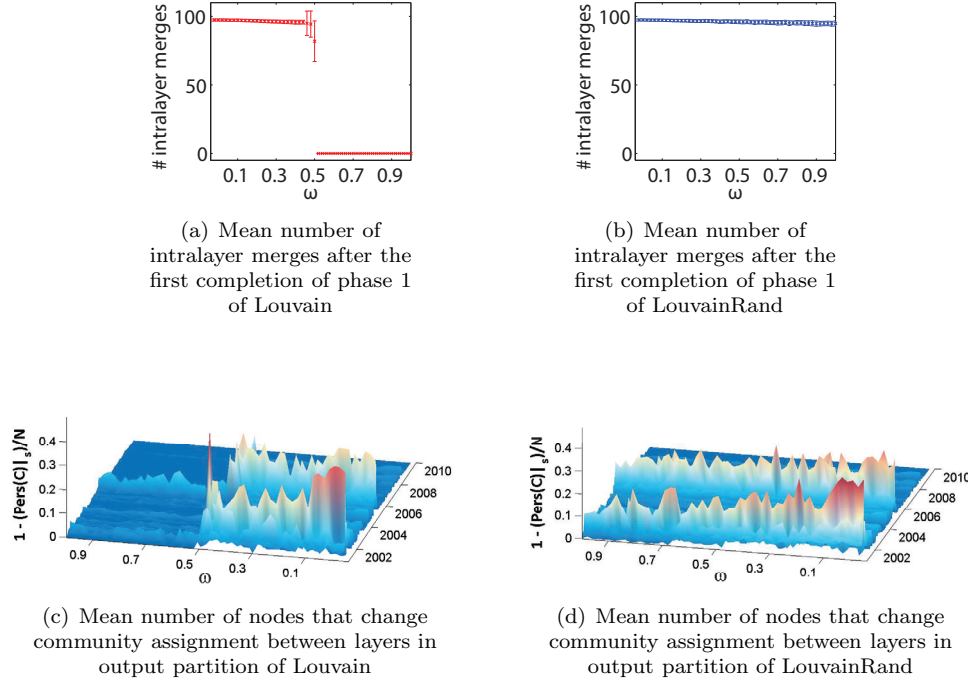 100
50
0
# intralayer merges
0.1 0.3 0.5 0.7 0.9
ω
100
50
0
# intralayer merges
0.1 0.3 0.5 0.7 0.9
ω
(a) Mean number of
intralayer merges after the
first completion of phase 1
of Louvain
(b) Mean number of
intralayer merges after the
first completion of phase 1
of LouvainRand
1 - (Pers(C)|s)/N
0.4
0.3
0.2
0.1
0
0.9 0.7 0.5 0.3 0.1
ω
2010
2008
2006
2004
2002
1 - (Pers(C)|s)/N
0.4
0.3
0.2
0.1
0
0.9 0.7 0.5 0.3 0.1
ω
2010
2008
2006
2004
2002
(c) Mean number of nodes that change
community assignment between layers in
output partition of Louvain
(d) Mean number of nodes that change
community assignment between layers in
output partition of LouvainRand